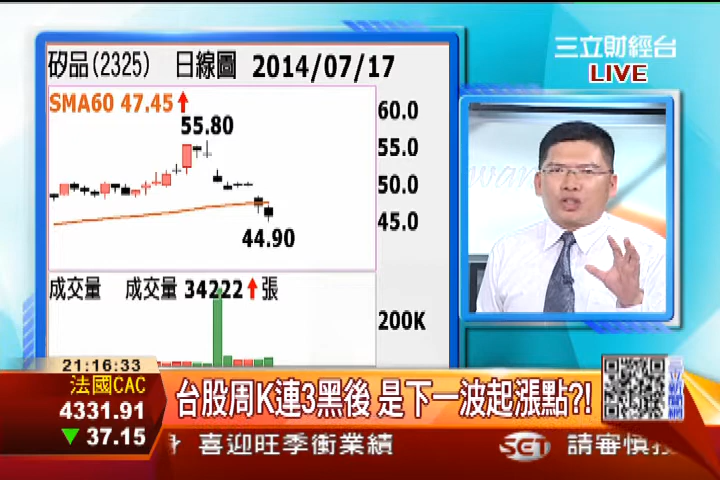 矽品(2325) 日線圖 2014/07/17
三立財經台
LIVE
SMA60 47.45
60.0
55.80
55.0
50.0
45.0
44.90
成交量 成交量 34222 張
200K
21:16:33
法國CAC
4331.91
▼ 37.15
台股周K連3黑後 是下一波起漲點?!
喜迎旺季衝業績
SET
請審慎